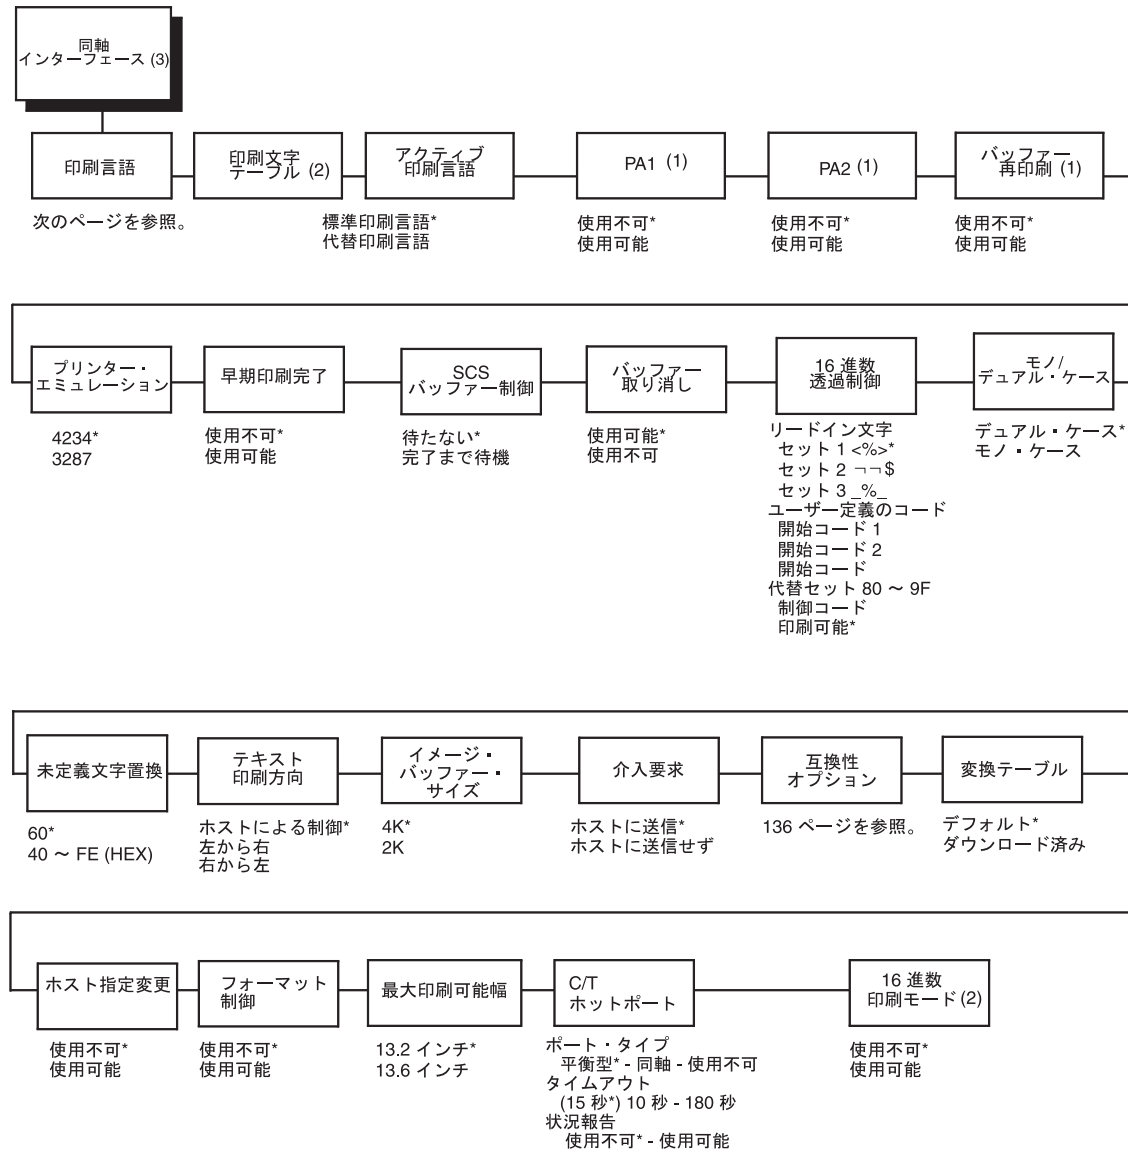 同軸
インターフェース (3)
印刷言語
次のページを参照。
印刷文字
テーブル (2)
アクティブ
印刷言語
標準印刷言語*
代替印刷言語
PA1 (1)
使用不可*
使用可能
PA2 (1)
使用不可*
使用可能
バッファー
再印刷 (1)
使用不可*
使用可能
プリンター・
エミュレーション
4234*
3287
早期印刷完了
使用不可*
使用可能
SCS
バッファー制御
待たない*
完了まで待機
バッファー
取り消し
使用可能*
使用不可
16 進数
透過制御
リードイン文字
セット 1 <%>*
セット 2 ¬¬$
セット 3 _%_
ユーザー定義のコード
開始コード 1
開始コード 2
開始コード
代替セット 80 ～ 9F
制御コード
印刷可能*
モノ/
デュアル・ケース
デュアル・ケース*
モノ・ケース
未定義文字置換
60*
40 ～ FE (HEX)
テキスト
印刷方向
ホストによる制御*
左から右
右から左
イメージ・
バッファー・
サイズ
4K*
2K
介入要求
ホストに送信*
ホストに送信せず
互換性
オプション
136 ページを参照。
変換テーブル
デフォルト*
ダウンロード済み
ホスト指定変更
使用不可*
使用可能
フォーマット
制御
使用不可*
使用可能
最大印刷可能幅
13.2 インチ*
13.6 インチ
C/T
ホットポート
ポート・タイプ
平衡型* - 同軸 - 使用不可
タイムアウト
(15 秒*) 10 秒 - 180 秒
状況報告
使用不可* - 使用可能
16 進数
印刷モード (2)
使用不可*
使用可能